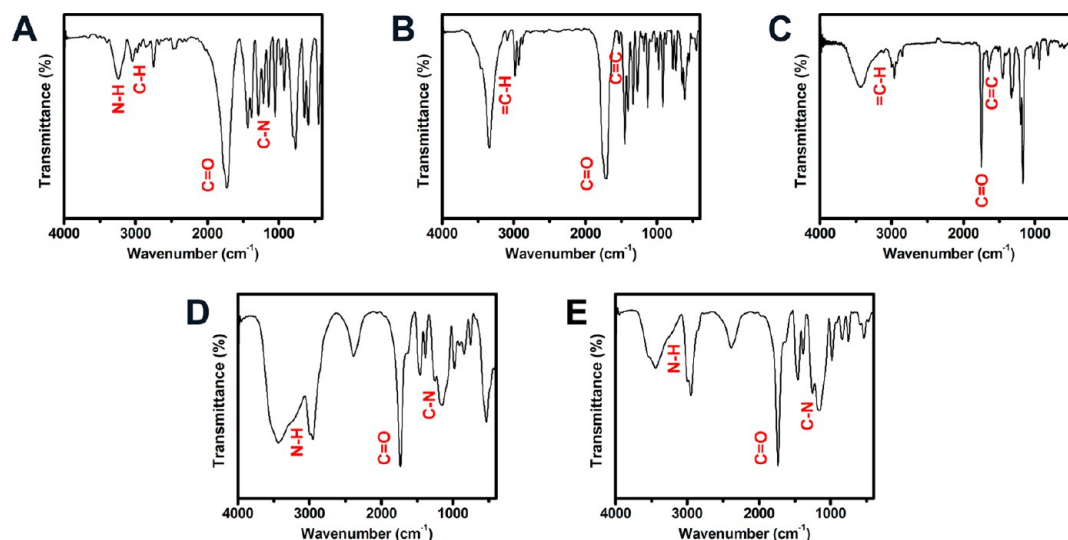 A
Transmittance (%)
N-H
C-H
C=O
C-N
4000 3000 2000 1000
Wavenumber (cm-1)
B
Transmittance (%)
=C-H
C=O
C=C
4000 3000 2000 1000
Wavenumber (cm-1)
C
Transmittance (%)
=C-H
C=O
C=C
4000 3000 2000 1000
Wavenumber (cm-1)
D
Transmittance (%)
N-H
C=O
C-N
4000 3000 2000 1000
Wavenumber (cm-1)
E
Transmittance (%)
N-H
C=O
C-N
4000 3000 2000 1000
Wavenumber (cm-1)